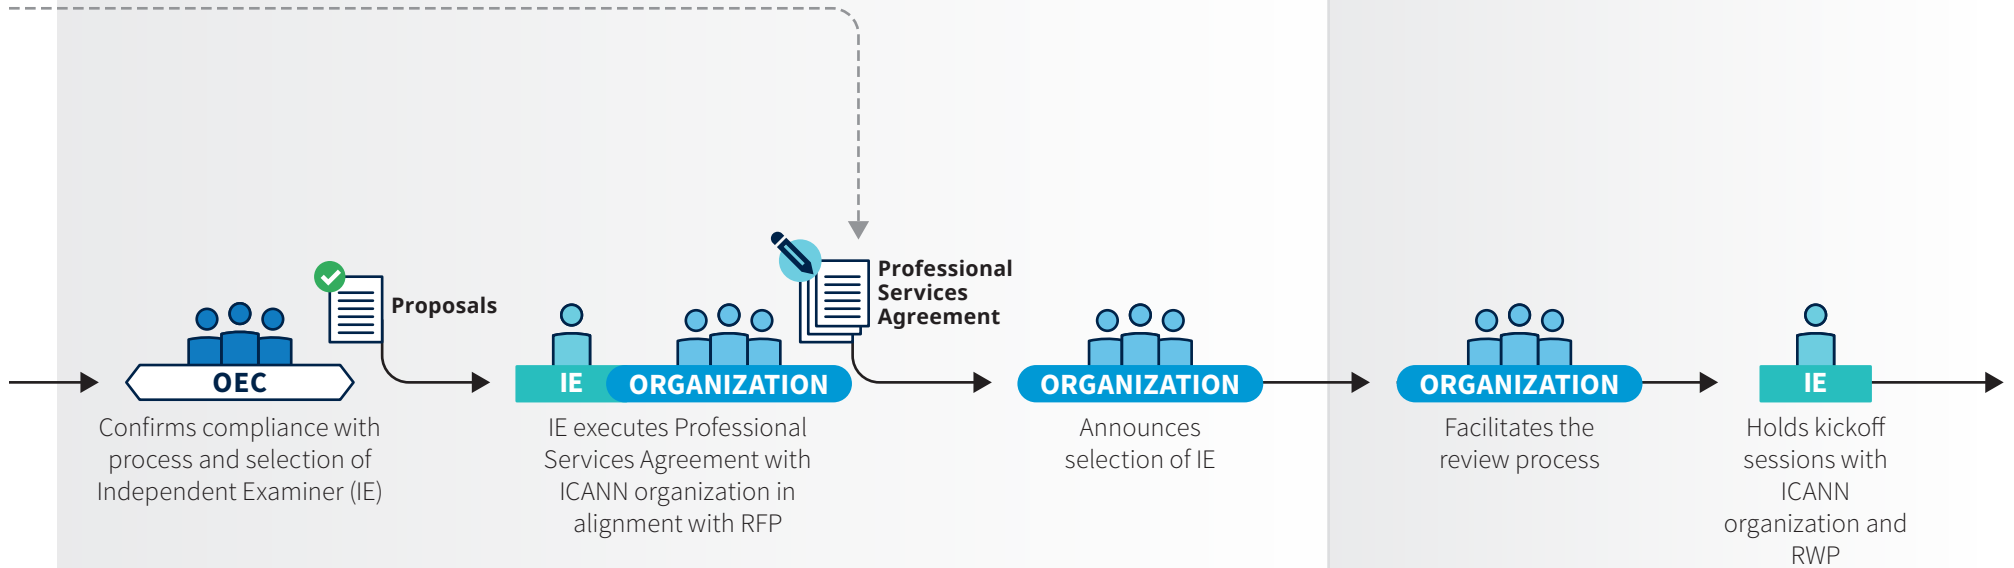 Proposals
Professional
Services
Agreement
OEC
Confirms compliance with
process and selection of
Independent Examiner (IE)
IE
ORGANIZATION
IE executes Professional
Services Agreement with
ICANN organization in
alignment with RFP
ORGANIZATION
Announces
selection of IE
ORGANIZATION
Facilitates the
review process
IE
Holds kickoff
sessions with
ICANN
organization and
RWP